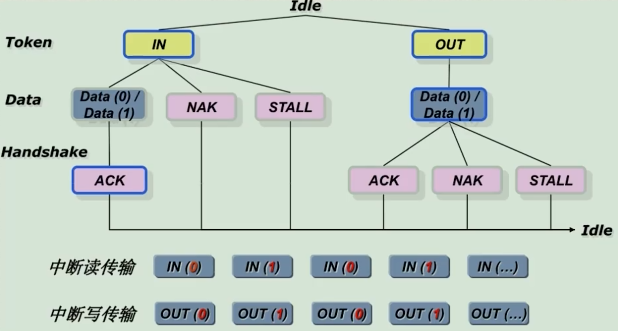 Idle
Token IN OUT
Data Data (0) / Data (1) NAK STALL Data (0) / Data (1)
Handshake
ACK ACK NAK STALL
Idle
中断读传输 IN (0) IN (1) IN (0) IN (1) IN (...)
中断写传输 OUT (0) OUT (1) OUT (0) OUT (1) OUT (...)